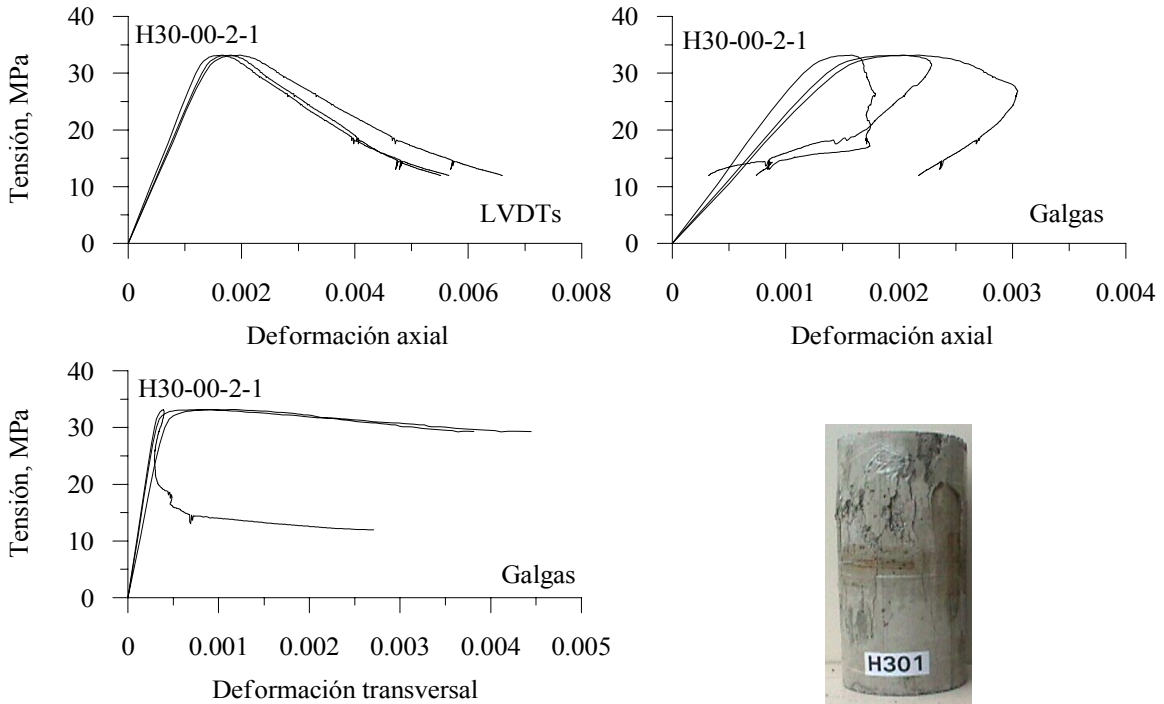 40
H30-00-2-1
30
20
10
0
Tensión, MPa
LVDTs
0 0.002 0.004 0.006 0.008
Deformación axial
40
H30-00-2-1
30
20
10
0
Galgas
0 0.001 0.002 0.003 0.004
Deformación axial
40
H30-00-2-1
30
20
10
0
Tensión, MPa
Galgas
0 0.001 0.002 0.003 0.004 0.005
Deformación transversal
H301